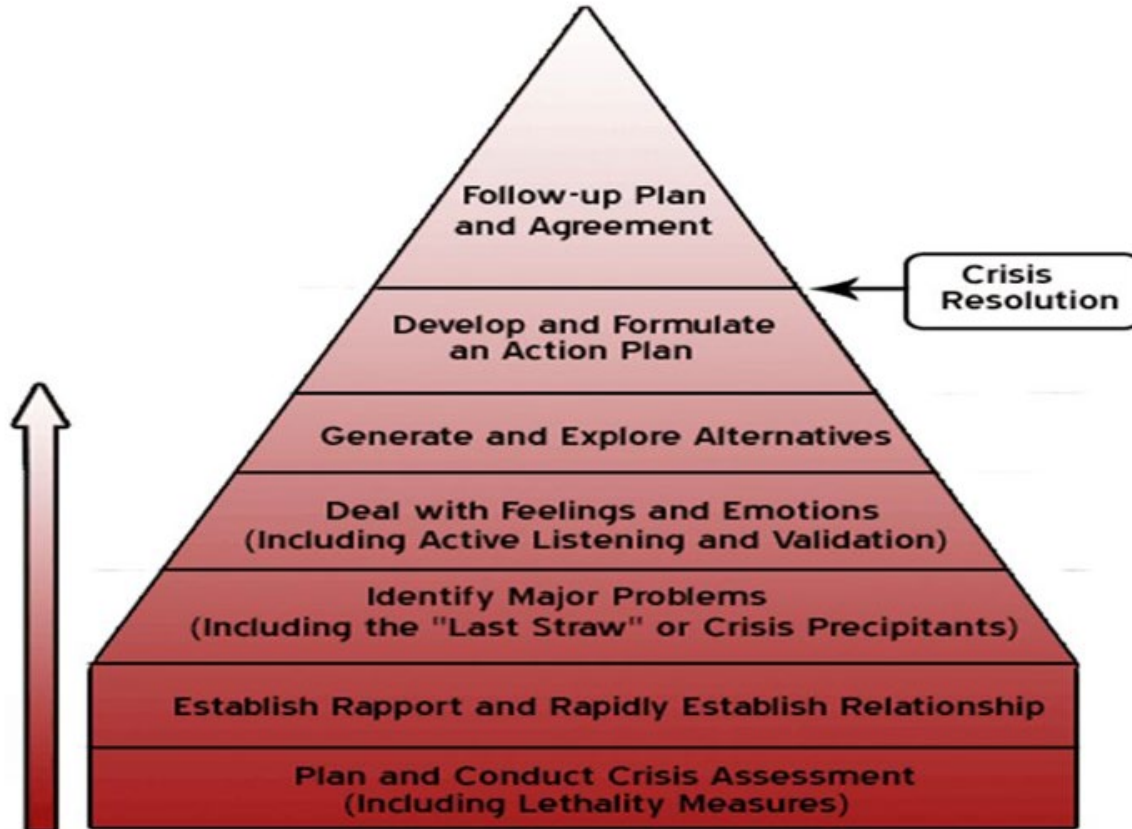 Follow-up Plan
and Agreement
Crisis
Resolution
Develop and Formulate
an Action Plan
Generate and Explore Alternatives
Deal with Feelings and Emotions
(Including Active Listening and Validation)
Identify Major Problems
(Including the "Last Straw" or Crisis Precipitants)
Establish Rapport and Rapidly Establish Relationship
Plan and Conduct Crisis Assessment
(Including Lethality Measures)